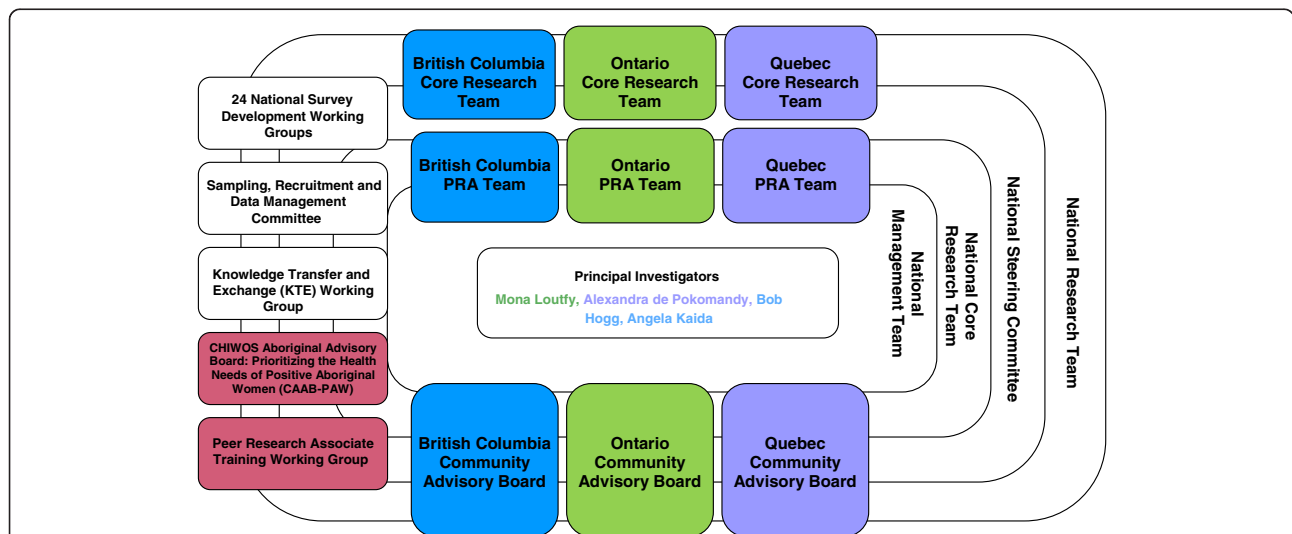 British Columbia
Core Research
Team
Ontario
Core Research
Team
Quebec
Core Research
Team
24 National Survey
Development Working
Groups
British Columbia
PRA Team
Ontario
PRA Team
Quebec
PRA Team
Sampling, Recruitment and
Data Management
Committee
Knowledge Transfer and
Exchange (KTE) Working
Group
CHIWOS Aboriginal Advisory
Board: Prioritizing the Health
Needs of Positive Aboriginal
Women (CAAB-PAW)
Peer Research Associate
Training Working Group
Principal Investigators
Mona Loutfy, Alexandra de Pokomandy, Bob
Hogg, Angela Kaida
National
Management Team
National Core
Research Team
National Steering Committee
National Research Team
British Columbia
Community
Advisory Board
Ontario
Community
Advisory Board
Quebec
Community
Advisory Board